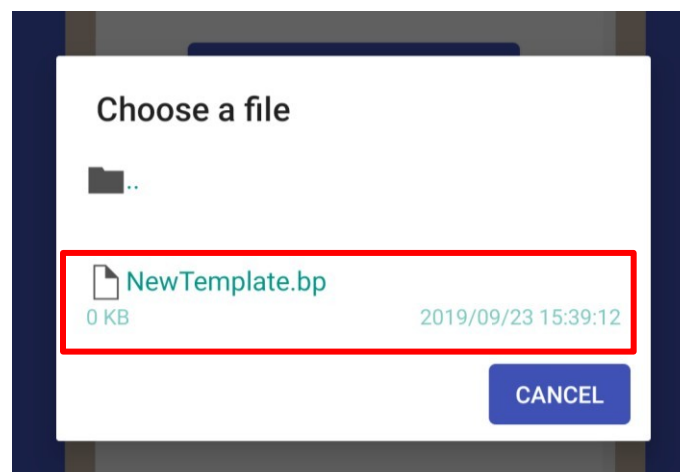 Choose a file
..
NewTemplate.bp
0 KB 2019/09/23 15:39:12
CANCEL